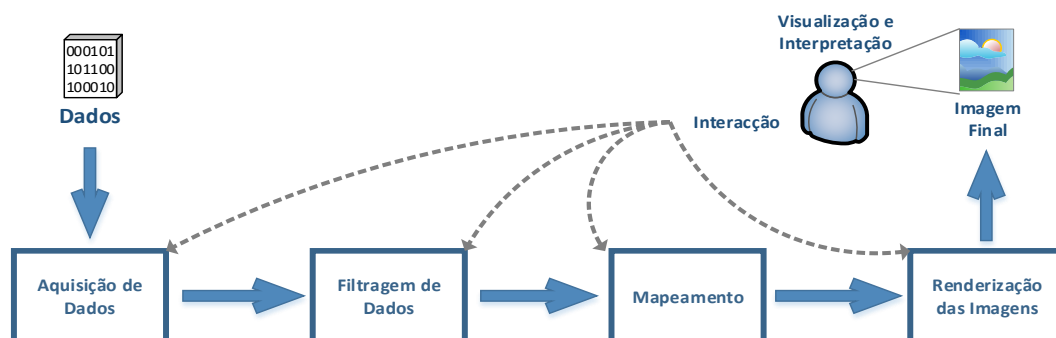 000101
101100
100010
Dados
Visualização e
Interpretação
Interacção
Imagem
Final
Aquisição de
Dados
Filtragem de
Dados
Mapeamento
Renderização
das Imagens